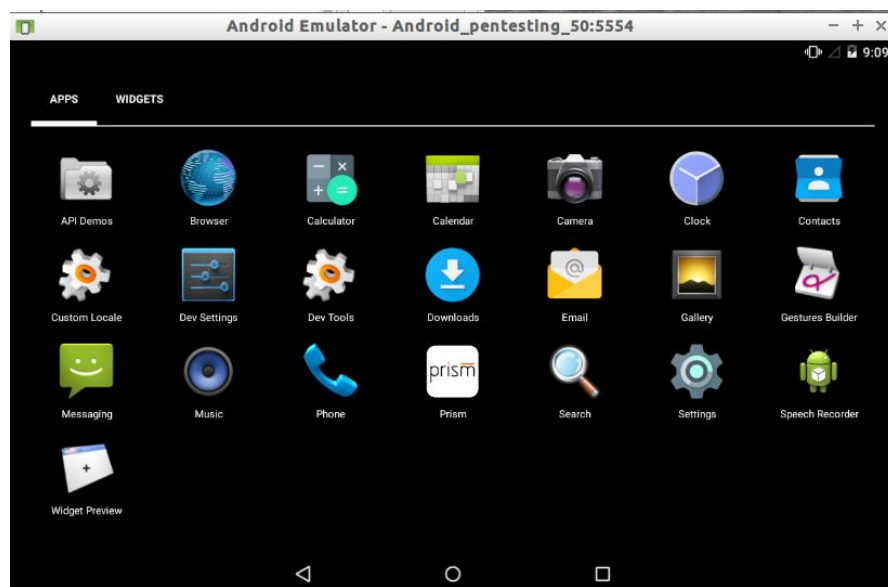 Android Emulator - Android_pentesting_50:5554
9:09
APPS WIDGETS
API Demos Browser Calculator Calendar Camera Clock Contacts
Custom Locale Dev Settings Dev Tools Downloads Email Gallery Gestures Builder
prism
Messaging Music Phone Prism Search Settings Speech Recorder
Widget Preview